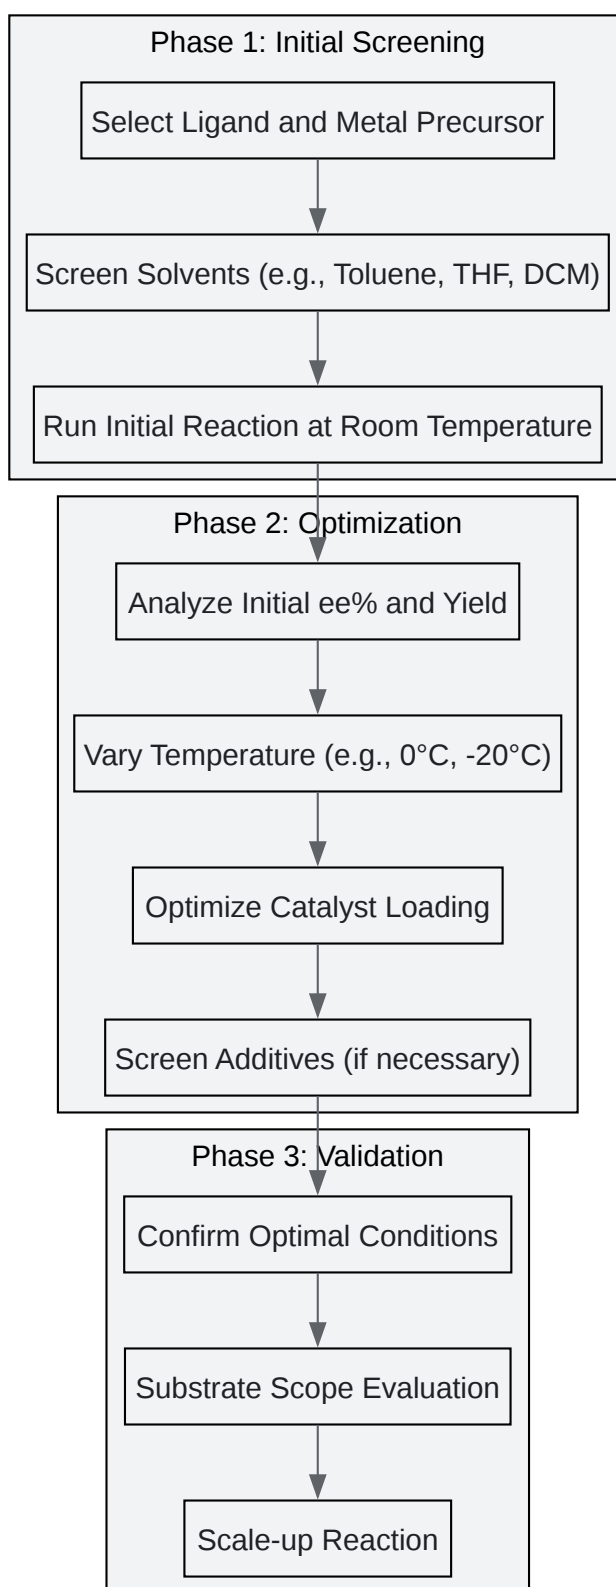 Phase 1: Initial Screening
Select Ligand and Metal Precursor
Screen Solvents (e.g., Toluene, THF, DCM)
Run Initial Reaction at Room Temperature
Phase 2: Optimization
Analyze Initial ee% and Yield
Vary Temperature (e.g., 0°C, -20°C)
Optimize Catalyst Loading
Screen Additives (if necessary)
Phase 3: Validation
Confirm Optimal Conditions
Substrate Scope Evaluation
Scale-up Reaction